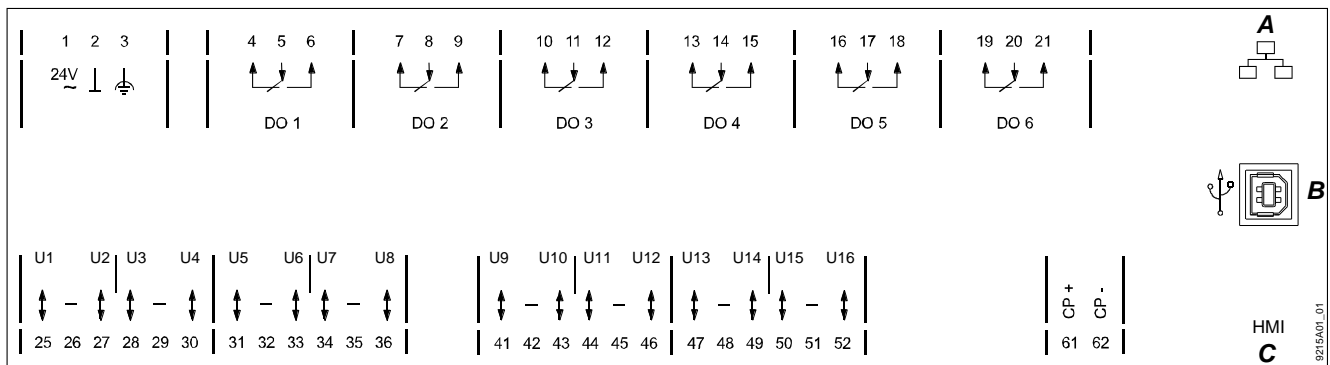 1 2 3 4 5 6 7 8 9 10 11 12 13 14 15 16 17 18 19 20 21 A
24V
~
DO 1 DO 2 DO 3 DO 4 DO 5 DO 6
B
U1 U2 U3 U4 U5 U6 U7 U8 U9 U10 U11 U12 U13 U14 U15 U16
CP + CP -
25 26 27 28 29 30 31 32 33 34 35 36 41 42 43 44 45 46 47 48 49 50 51 52 61 62
HMI
C
9215A01_01